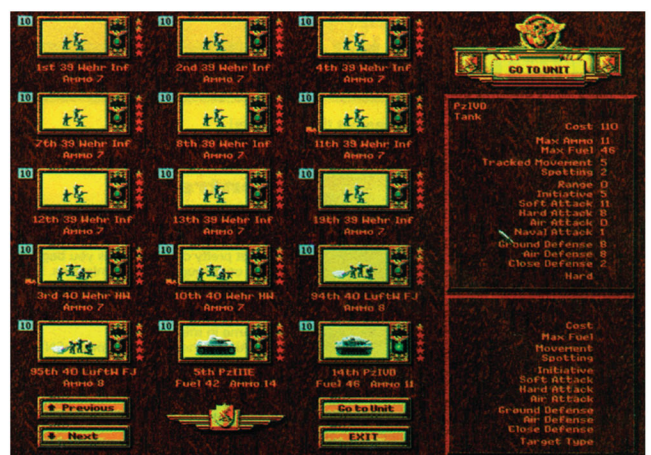 10 10 10
1st 39 Wehr Inf 2nd 39 Wehr Inf 4th 39 Wehr Inf
Ammo 7 Ammo 7 Ammo 7
10 10 10
7th 39 Wehr Inf 8th 39 Wehr Inf 11th 39 Wehr Inf
Ammo 7 Ammo 7 Ammo 7
10 10 10
12th 39 Wehr Inf 13th 39 Wehr Inf 19th 39 Wehr Inf
Ammo 7 Ammo 7 Ammo 7
10 10 10
3rd 40 Wehr HW 10th 40 Wehr HW 94th 40 LuftW FJ
Ammo 7 Ammo 7 Ammo 8
10 10 10
95th 40 LuftW FJ 5th PzIIIE 14th PzIVD
Ammo 8 Fuel 42 Ammo 14 Fuel 46 Ammo 11
Previous Go to Unit
Next EXIT
GO TO UNIT
PzIVD
Tank
Cost 110
Max Ammo 11
Max Fuel 46
Tracked Movement 5
Spotting 2
Range 0
Initiative 5
Soft Attack 11
Hard Attack 8
Air Attack 0
Naval Attack 1
Ground Defense 8
Air Defense 8
Close Defense 2
Hard
Cost
Max Fuel
Movement
Spotting
Initiative
Soft Attack
Hard Attack
Air Attack
Ground Defense
Air Defense
Close Defense
Target Type